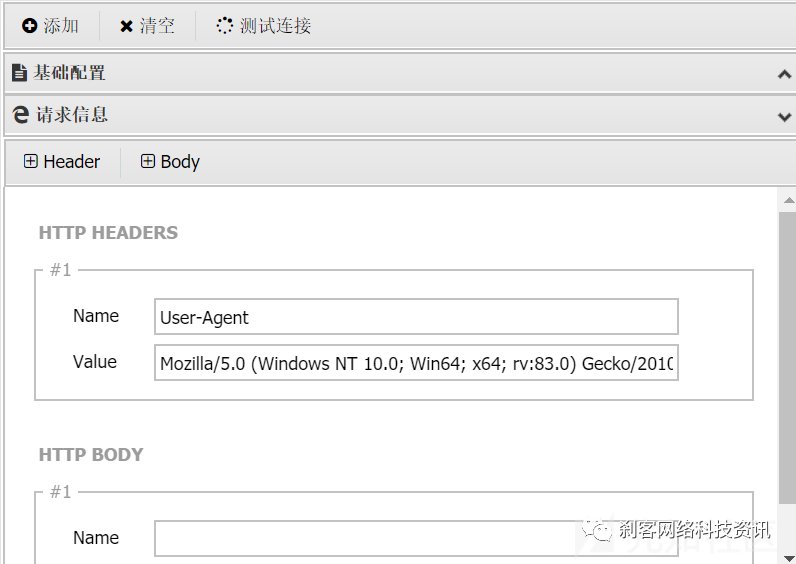 添加 清空 测试连接
基础配置
请求信息
Header Body
HTTP HEADERS
#1
Name User-Agent
Value Mozilla/5.0 (Windows NT 10.0; Win64; x64; rv:83.0) Gecko/2010
HTTP BODY
#1
Name
刹客网络科技资讯